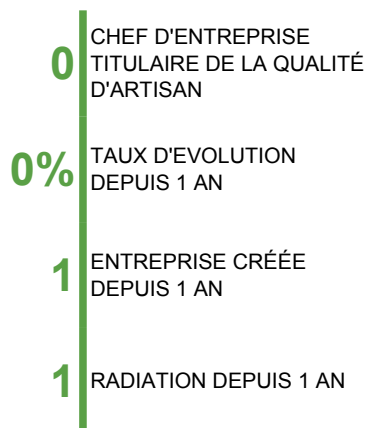 0
CHEF D'ENTREPRISE
TITULAIRE DE LA QUALITÉ
D'ARTISAN
0%
TAUX D'EVOLUTION
DEPUIS 1 AN
1
ENTREPRISE CRÉÉE
DEPUIS 1 AN
1
RADIATION DEPUIS 1 AN